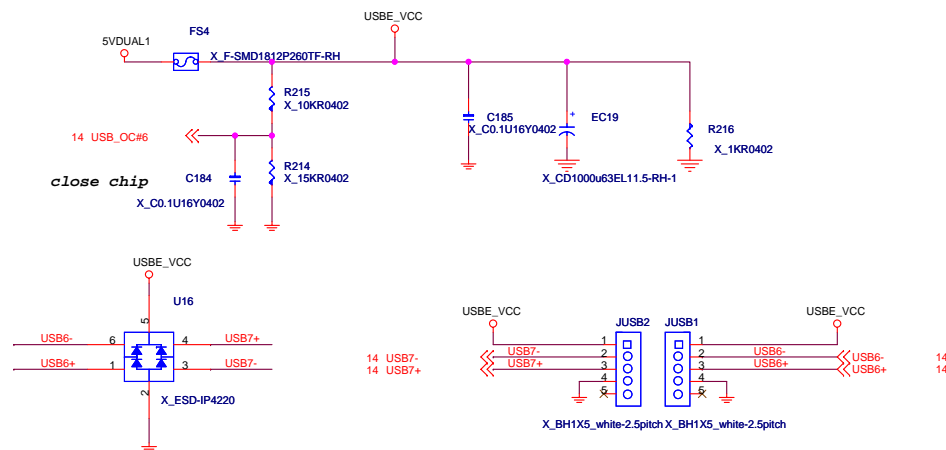 USBE_VCC
FS4
5VDUAL1
X_F-SMD1812P260TF-RH
R215
X_10KR0402
C185
X_C0.1U16Y0402
+
EC19
R216
X_1KR0402
14 USB_OC#6
R214
X_15KR0402
close chip
C184
X_C0.1U16Y0402
X_CD1000u63EL11.5-RH-1
USBE_VCC
U16
5
USB6- 6 4 USB7+
USB6+ 1 3 USB7-
2
X_ESD-IP4220
USBE_VCC
USBE_VCC
JUSB2 JUSB1
1 1
14 USB7- USB7- 2 2 USB6- USB6- 14
14 USB7+ USB7+ 3 3 USB6+ USB6+ 14
4 4
5 5
X_BH1X5_white-2.5pitch X_BH1X5_white-2.5pitch